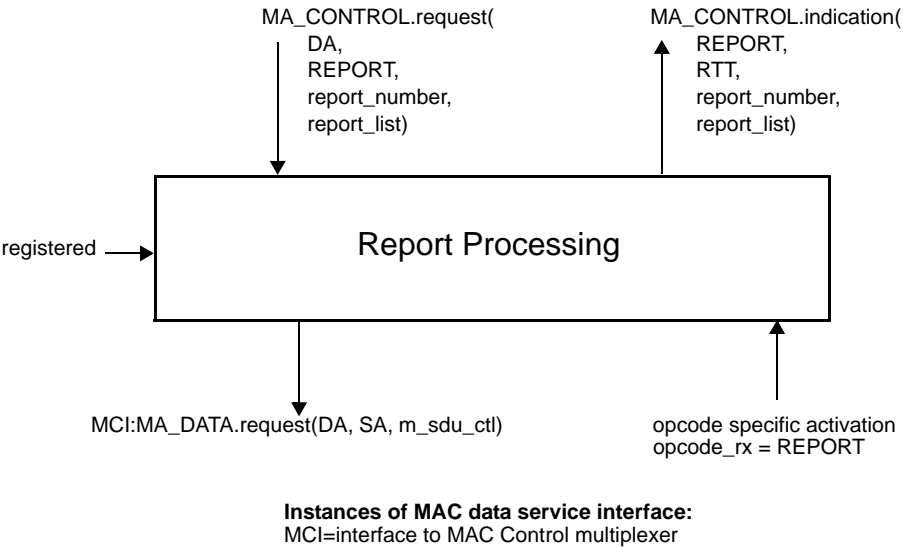 MA_CONTROL.request(
DA,
REPORT,
report_number,
report_list)
MA_CONTROL.indication(
REPORT,
RTT,
report_number,
report_list)
registered
Report Processing
MCI:MA_DATA.request(DA, SA, m_sdu_ctl)
opcode specific activation
opcode_rx = REPORT
Instances of MAC data service interface:
MCI=interface to MAC Control multiplexer